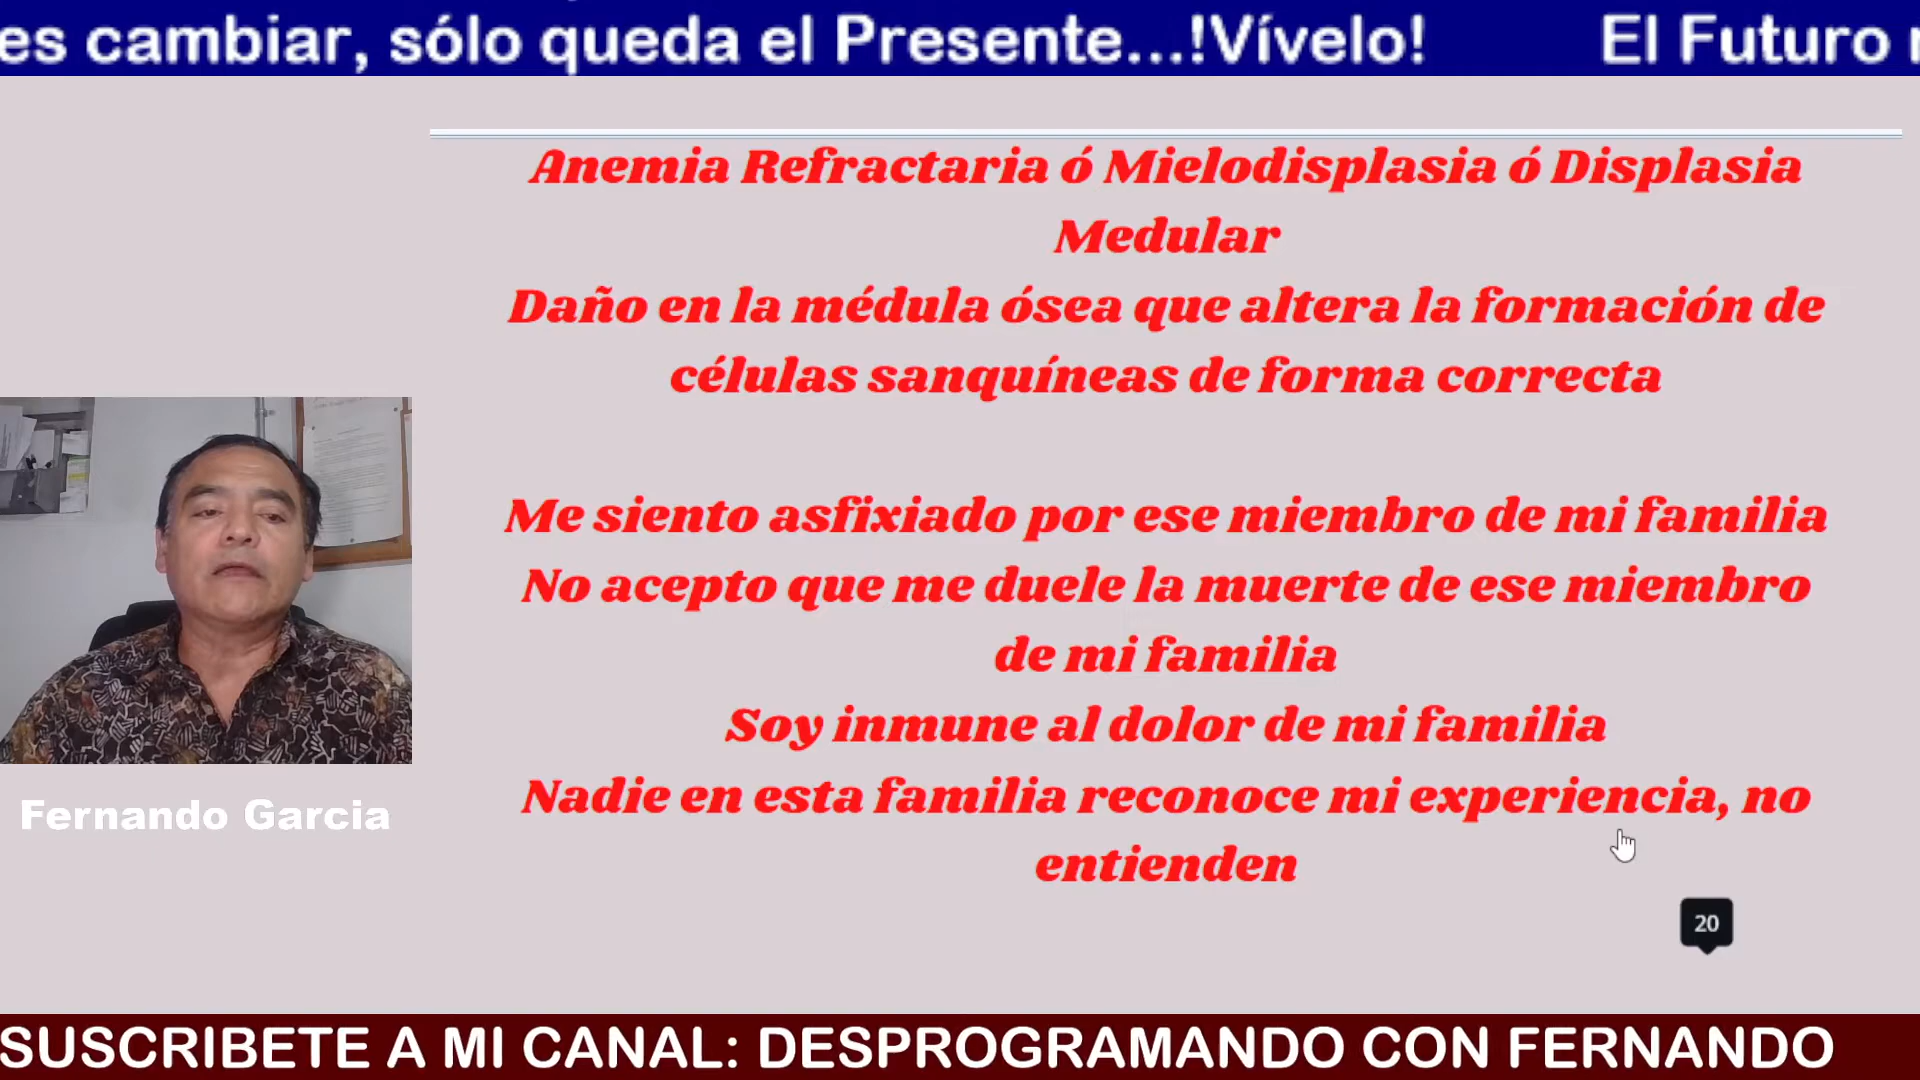 es cambiar, sólo queda el Presente...!Vívelo! El Futuro
Anemia Refractaria ó Mielodisplasia ó Displasia
Medular
Daño en la médula ósea que altera la formación de
células sanquíneas de forma correcta
Me siento asfixiado por ese miembro de mi familia
No acepto que me duele la muerte de ese miembro
de mi familia
Soy inmune al dolor de mi familia
Nadie en esta familia reconoce mi experiencia, no
entienden
Fernando Garcia
20
SUSCRIBETE A MI CANAL: DESPROGRAMANDO CON FERNANDO